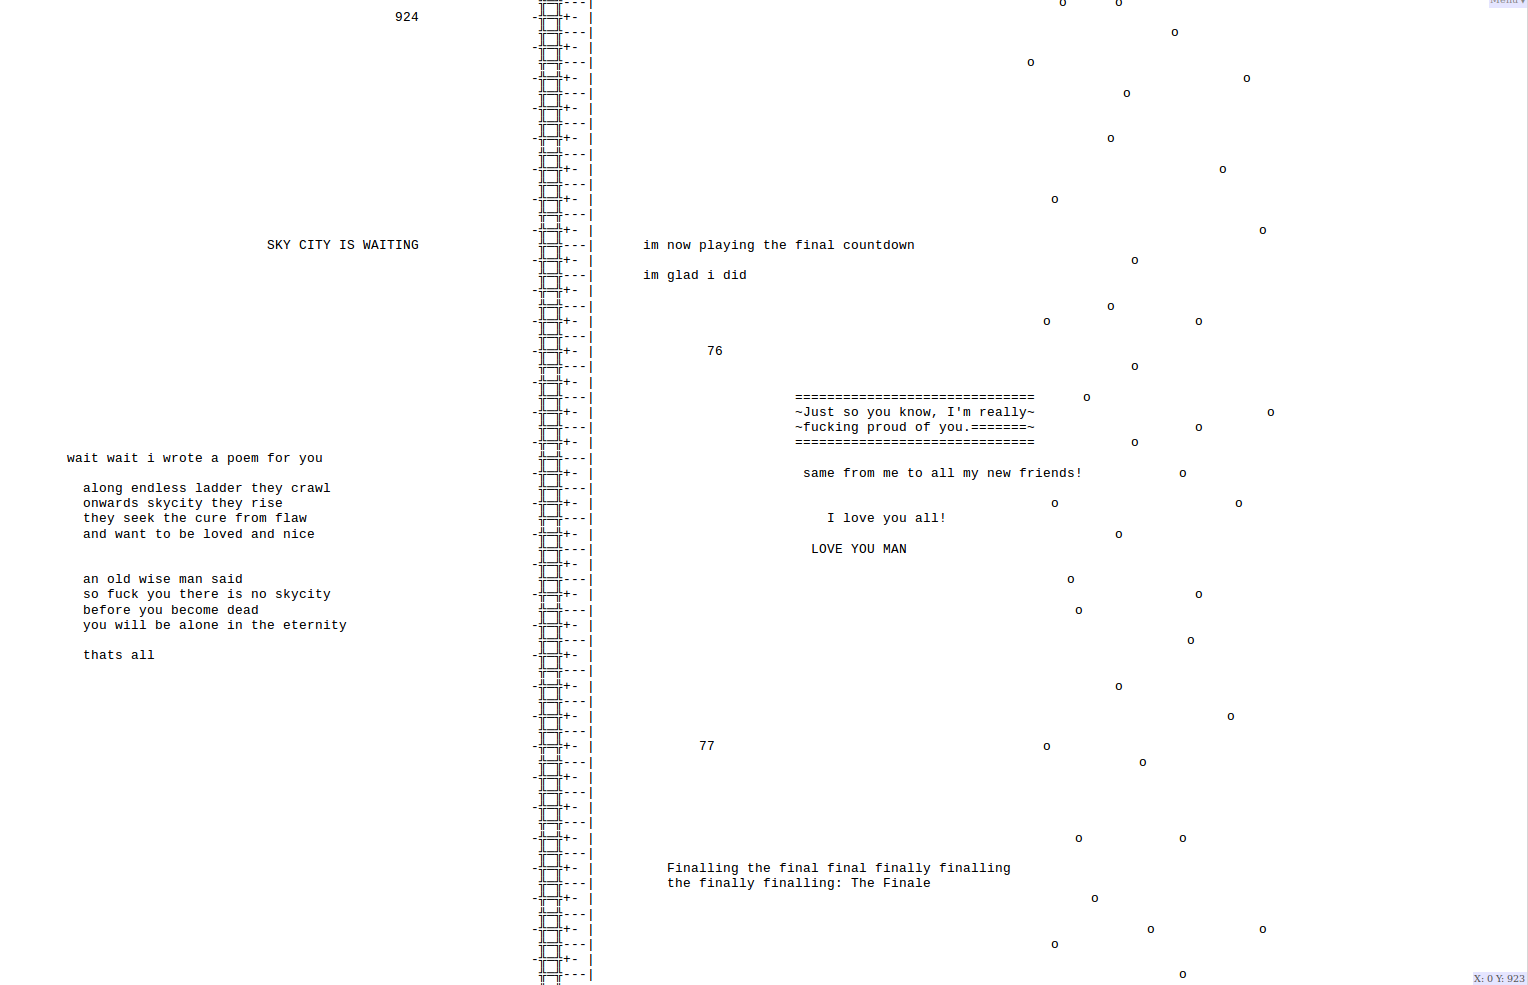 Menu
924
SKY CITY IS WAITING
im now playing the final countdown
im glad i did
76
==============================
~Just so you know, I'm really~
~fucking proud of you.=======~
==============================
wait wait i wrote a poem for you
same from me to all my new friends!
along endless ladder they crawl
onwards skycity they rise
they seek the cure from flaw
and want to be loved and nice
I love you all!
LOVE YOU MAN
an old wise man said
so fuck you there is no skycity
before you become dead
you will be alone in the eternity
thats all
77
Finalling the final final finally finalling
the finally finalling: The Finale
X: 0 Y: 923